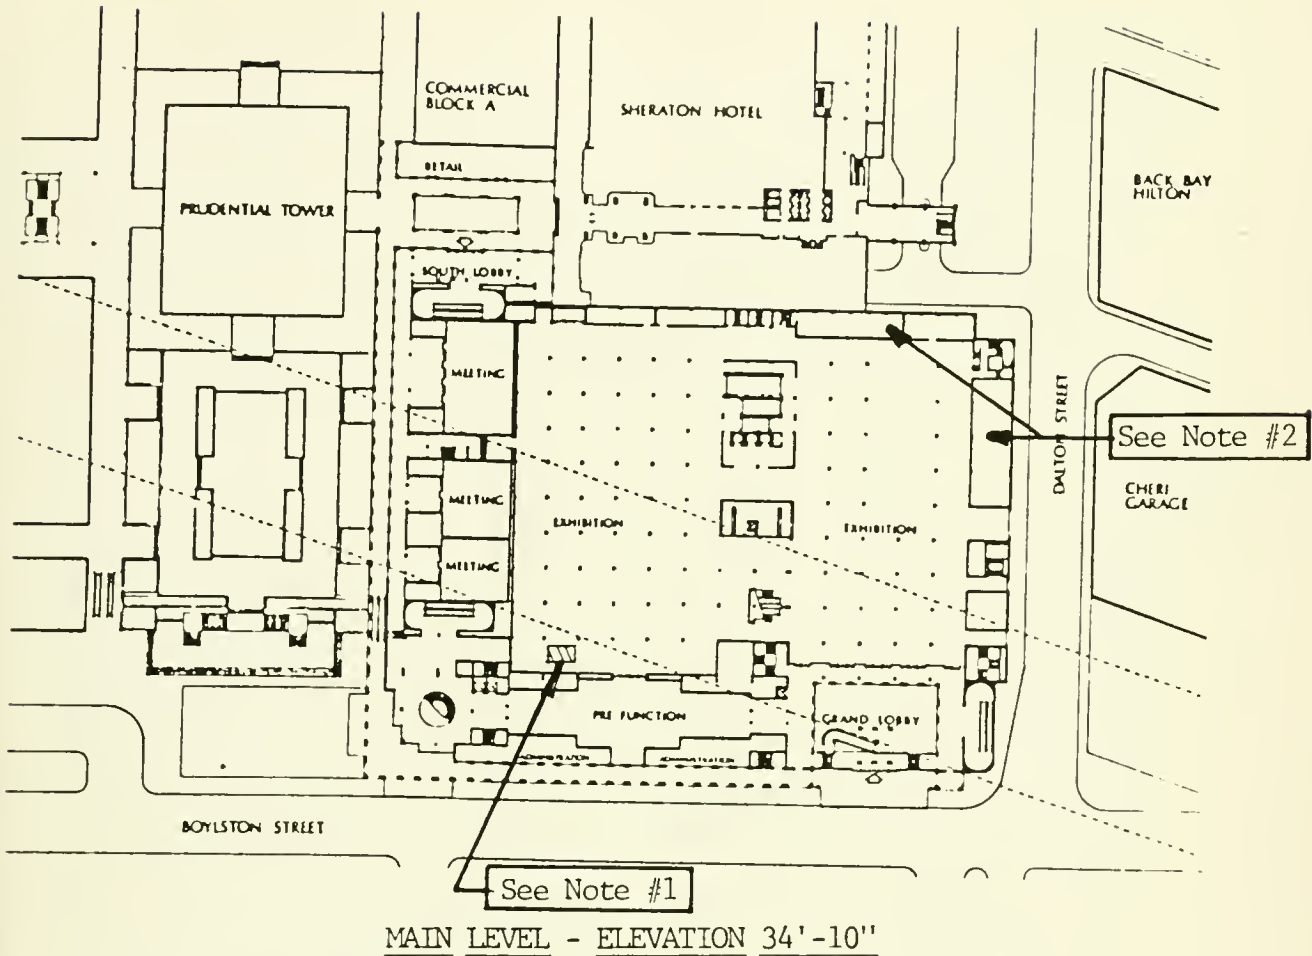 COMMERCIAL
BLOCK A
SHERATON HOTEL
RETAIL
BACK BAY
HILTON
PRUDENTIAL TOWER
SOUTH LOBBY
MEETING
DALTON STREET
See Note #2
MEETING
CHERI
GARAGE
EXHIBITION
EXHIBITION
MEETING
PRE FUNCTION
GRAND LOBBY
ADMINISTRATION
ADMINISTRATION
BOYLSTON STREET
See Note #1
MAIN LEVEL - ELEVATION 34'-10"